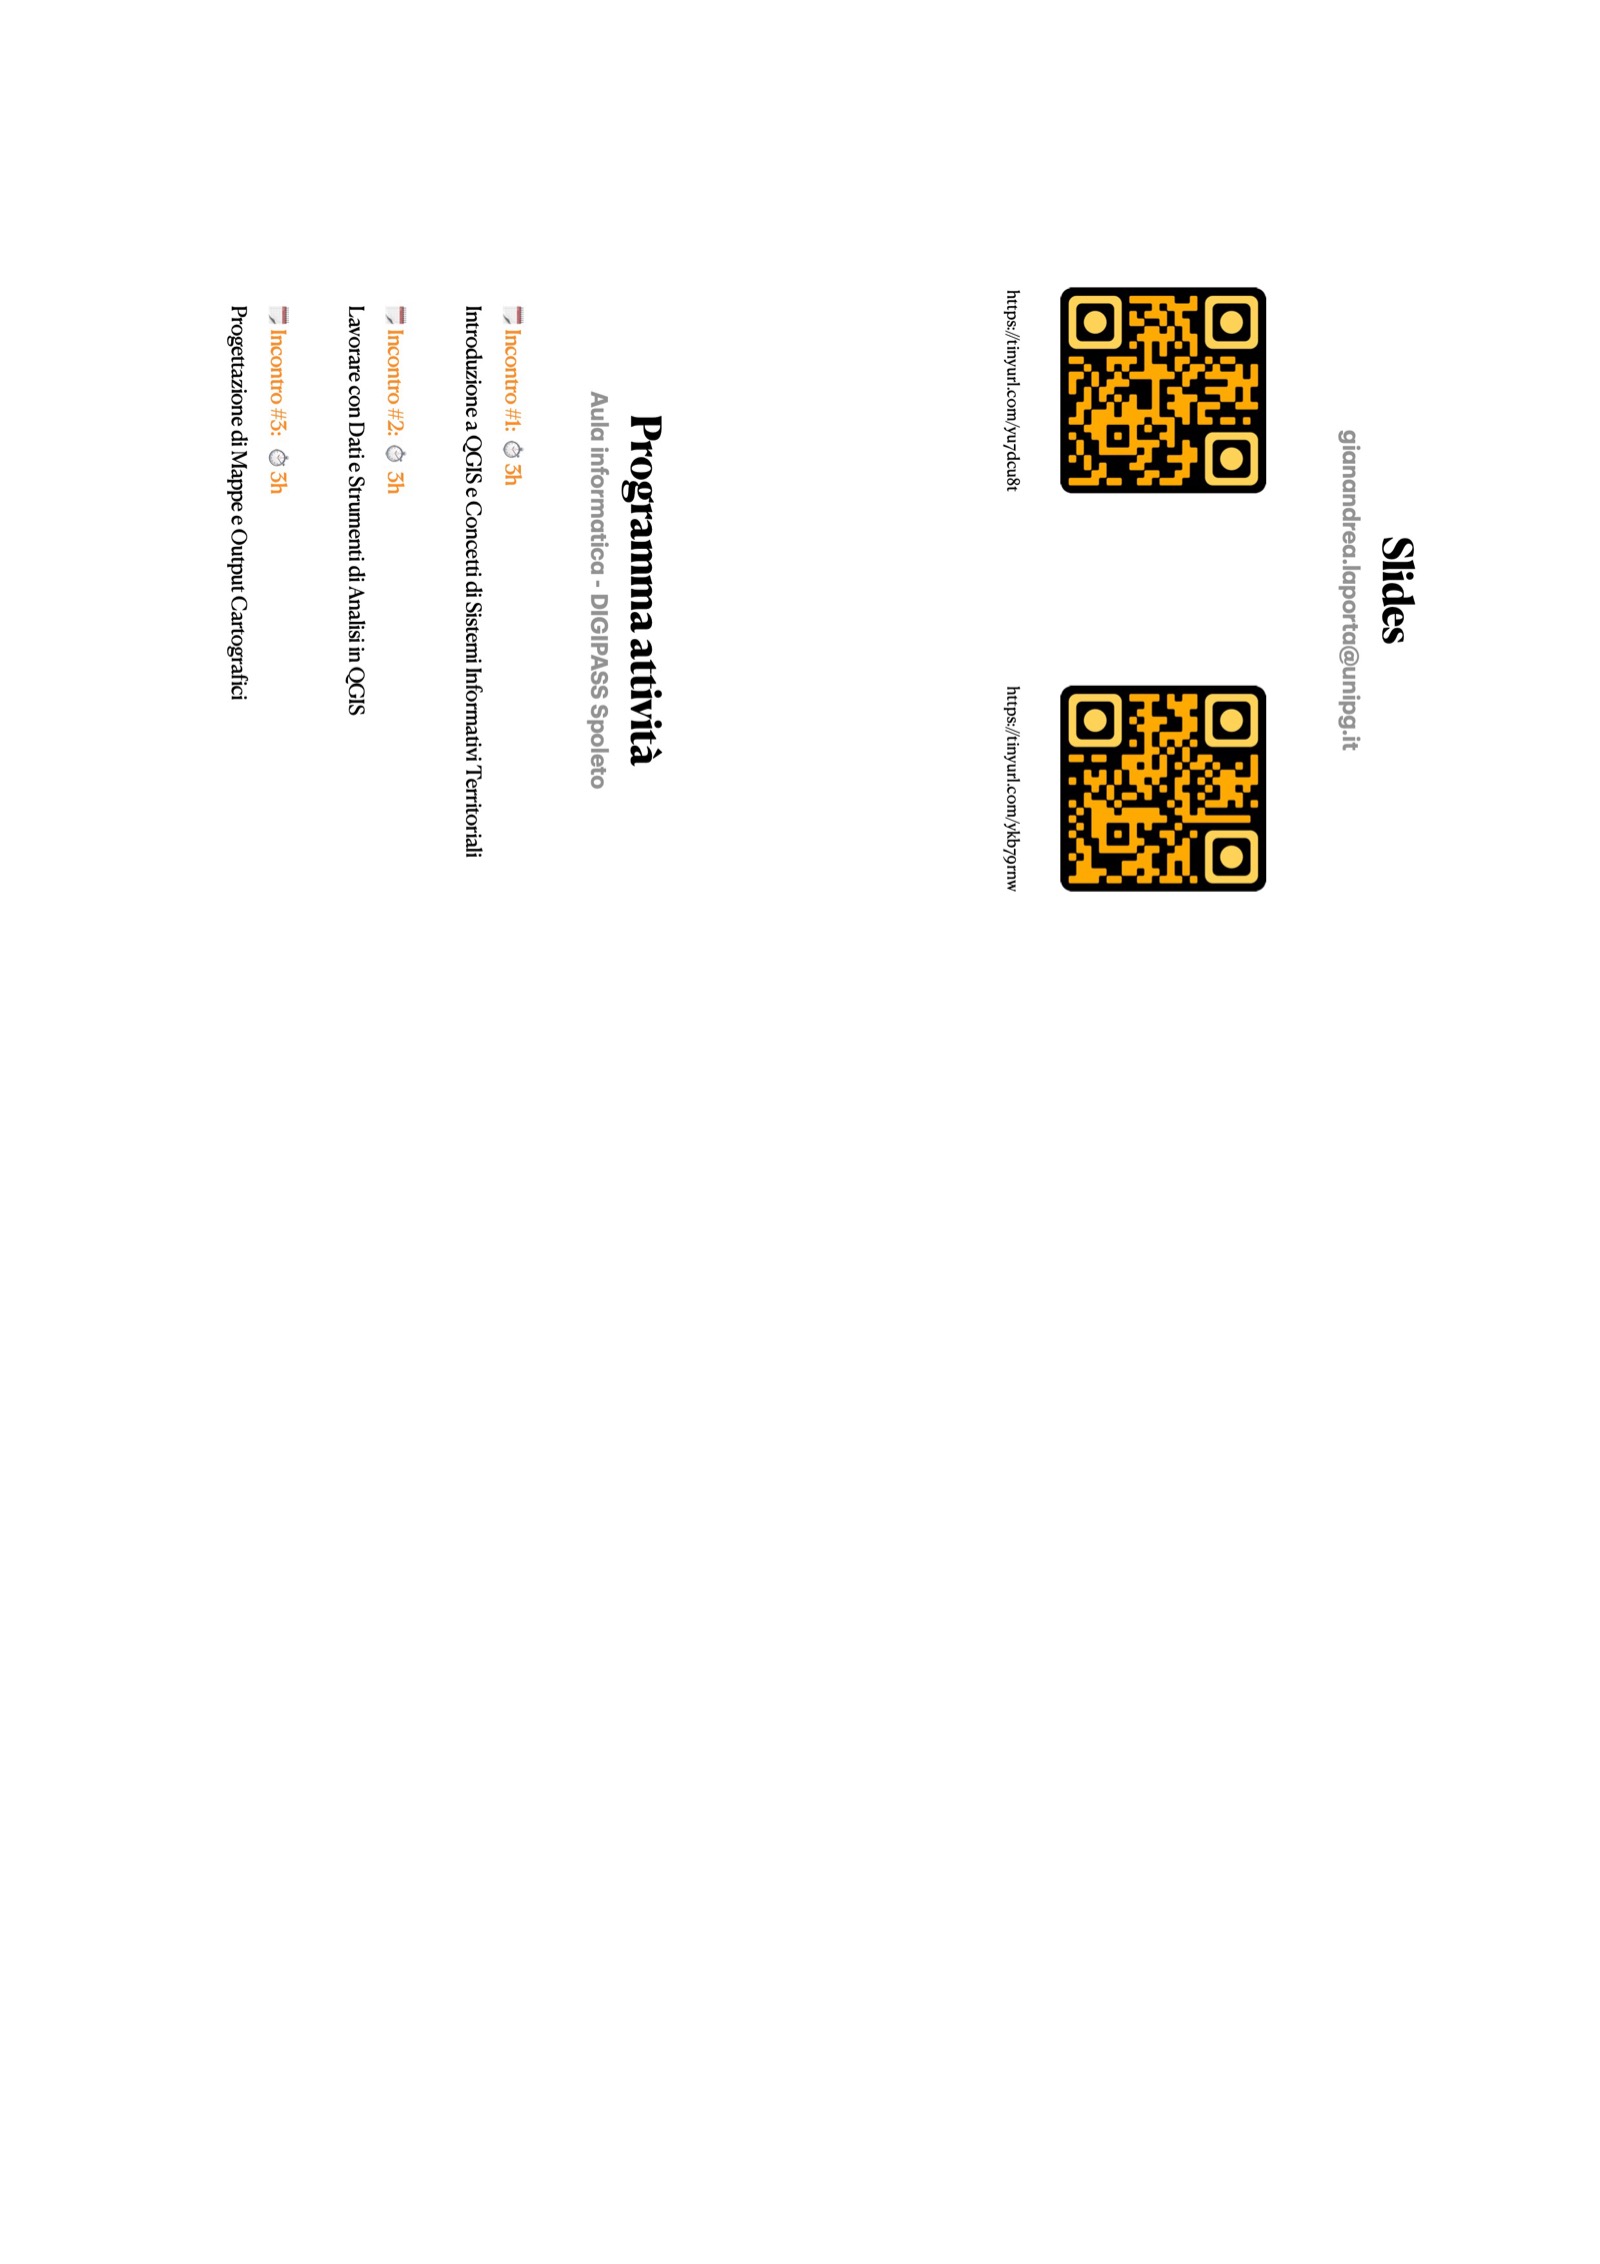 Slides
gianandrea.laporta@unipg.it
https://tinyurl.com/yu7dcu8t
https://tinyurl.com/ykb79rnw
Programma attività
Aula informatica - DIGIPASS Spoleto
🗓️ Incontro #1: ⏱️ 3h
Introduzione a QGIS e Concetti di Sistemi Informativi Territoriali
🗓️ Incontro #2: ⏱️ 3h
Lavorare con Dati e Strumenti di Analisi in QGIS
🗓️ Incontro #3: ⏱️ 3h
Progettazione di Mappe e Output Cartografici